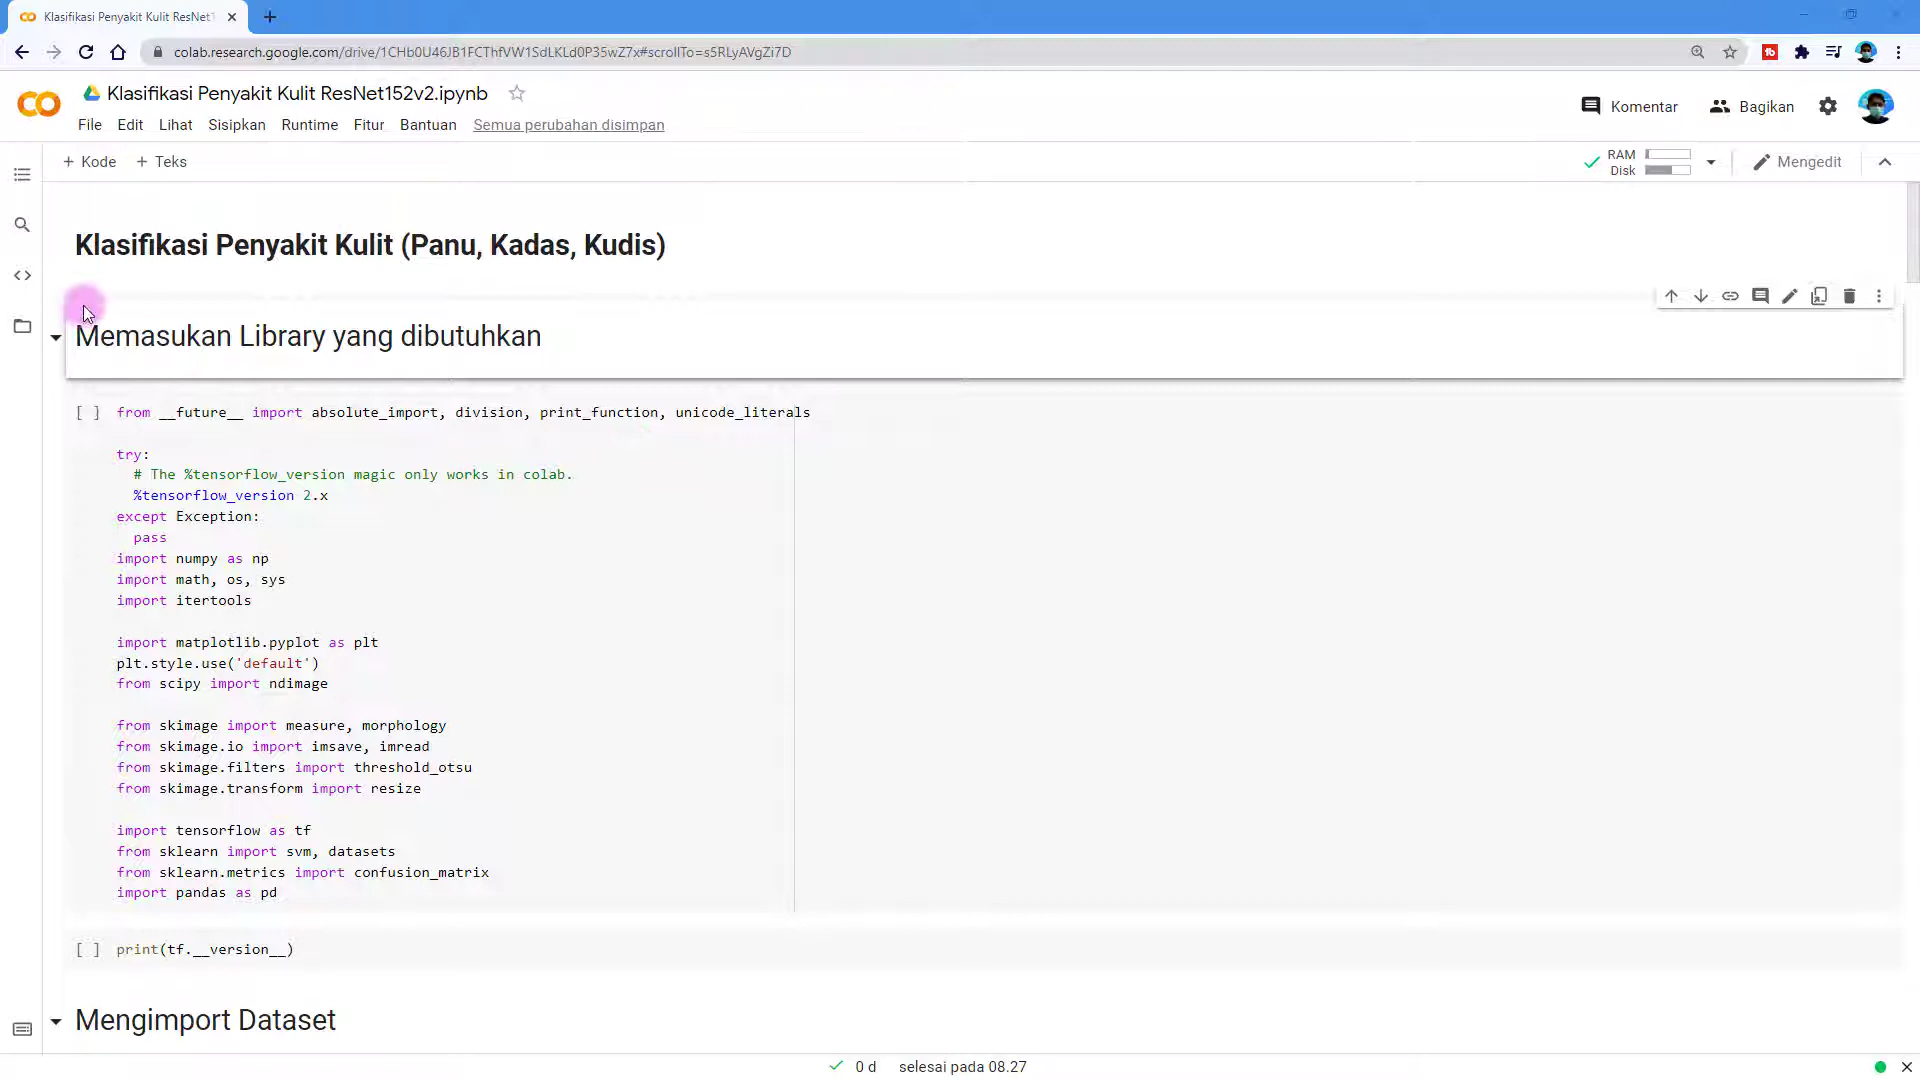 Klasifikasi Penyakit Kulit ResNet1
colab.research.google.com/drive/1CHb0U46JB1FCThfVW1SdLKLd0P35wZ7x#scrollTo=s5RLyAVgZi7D
Klasifikasi Penyakit Kulit ResNet152v2.ipynb
Komentar
Bagikan
File Edit Lihat Sisipkan Runtime Fitur Bantuan Semua perubahan disimpan
+ Kode + Teks
RAM
Disk
Mengedit
Klasifikasi Penyakit Kulit (Panu, Kadas, Kudis)
Memasukan Library yang dibutuhkan
[ ] from __future__ import absolute_import, division, print_function, unicode_literals
try:
# The %tensorflow_version magic only works in colab.
%tensorflow_version 2.x
except Exception:
pass
import numpy as np
import math, os, sys
import itertools
import matplotlib.pyplot as plt
plt.style.use('default')
from scipy import ndimage
from skimage import measure, morphology
from skimage.io import imsave, imread
from skimage.filters import threshold_otsu
from skimage.transform import resize
import tensorflow as tf
from sklearn import svm, datasets
from sklearn.metrics import confusion_matrix
import pandas as pd
[ ] print(tf.__version__)
Mengimport Dataset
0 d selesai pada 08.27